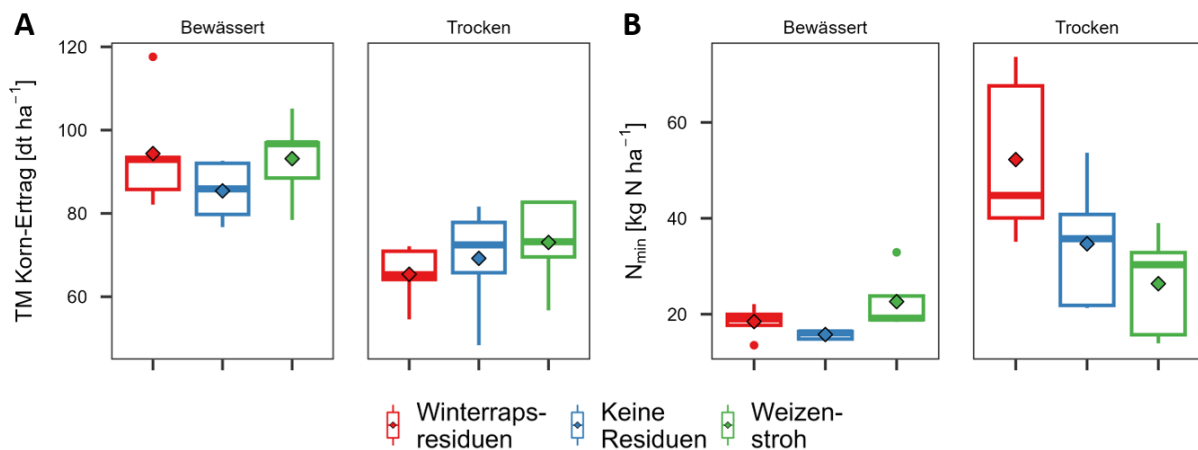 A
Bewässert
Trocken
TM Korn-Ertrag [dt ha⁻¹]
120
100
80
60
B
Bewässert
Trocken
Nmin [kg N ha⁻¹]
60
40
20
Winterraps-
residuen
Keine
Residuen
Weizen-
stroh